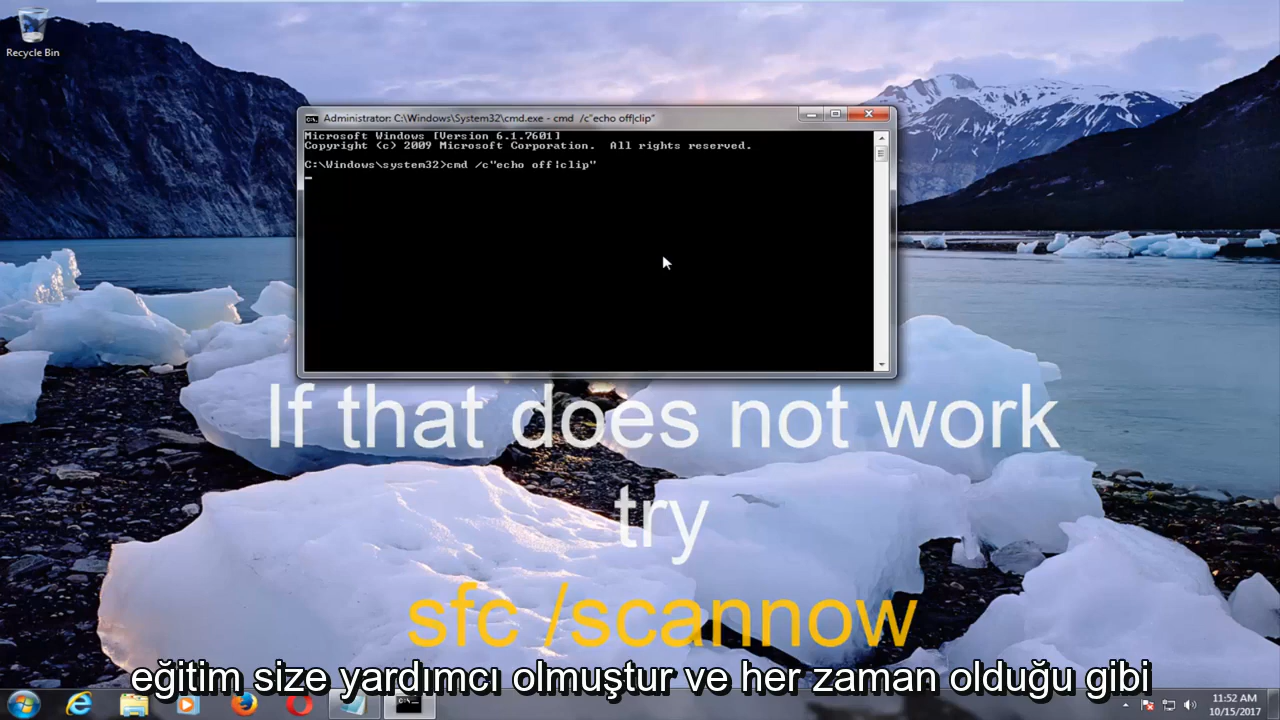 Recycle Bin
Administrator: C:\Windows\System32\cmd.exe - cmd /c"echo off|clip"
Microsoft Windows [Version 6.1.7601]
Copyright (c) 2009 Microsoft Corporation. All rights reserved.
C:\Windows\system32>cmd /c"echo off|clip"
If that does not work
try
sfc /scannow
eğitim size yardımcı olmuştur ve her zaman olduğu gibi
11:52 AM
10/15/2017